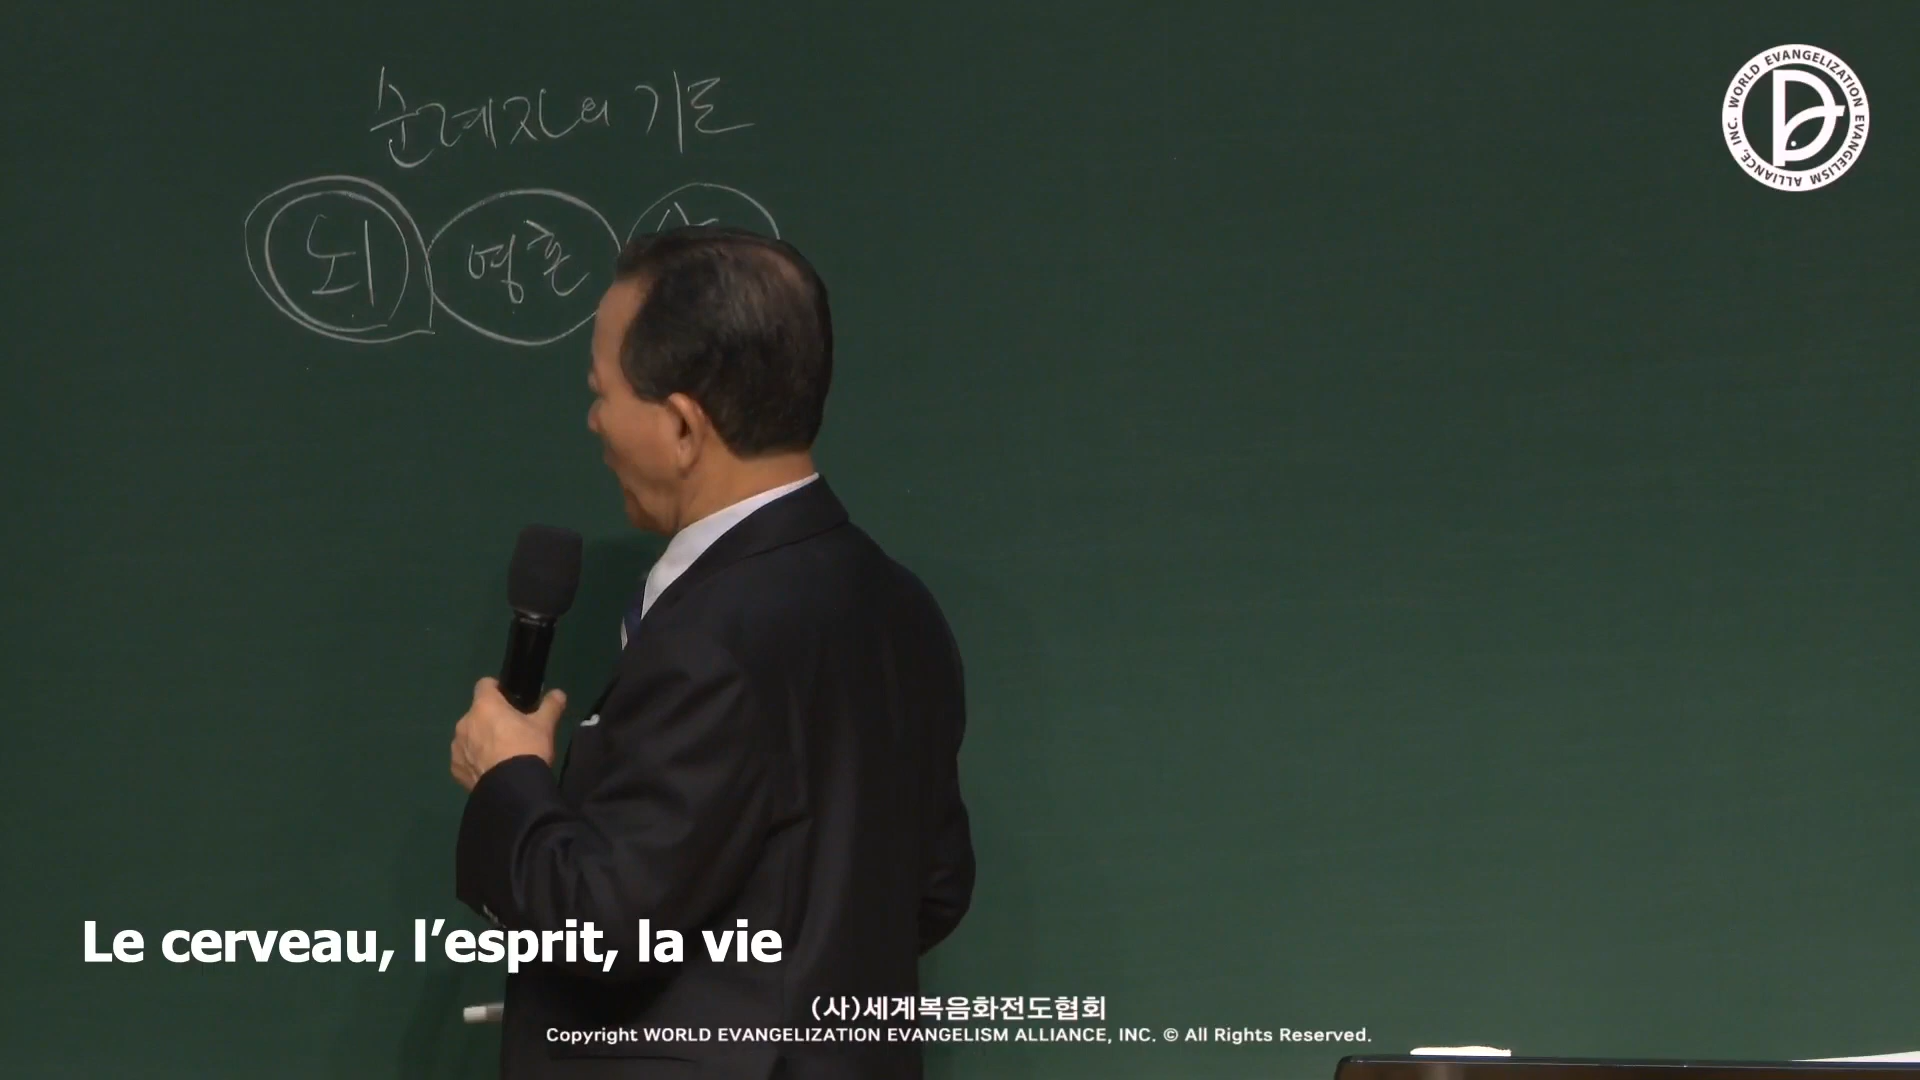 순례자의 기도
뇌 영혼
WORLD EVANGELIZATION EVANGELISM ALLIANCE, INC.
Le cerveau, l’esprit, la vie
(사)세계복음화전도협회
Copyright WORLD EVANGELIZATION EVANGELISM ALLIANCE, INC. © All Rights Reserved.